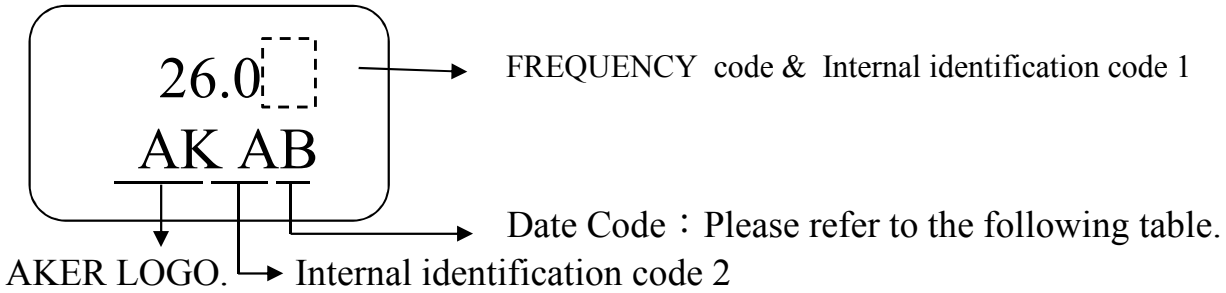 26.0
FREQUENCY code & Internal identification code 1
AK AB
Date Code：Please refer to the following table.
AKER LOGO.
Internal identification code 2